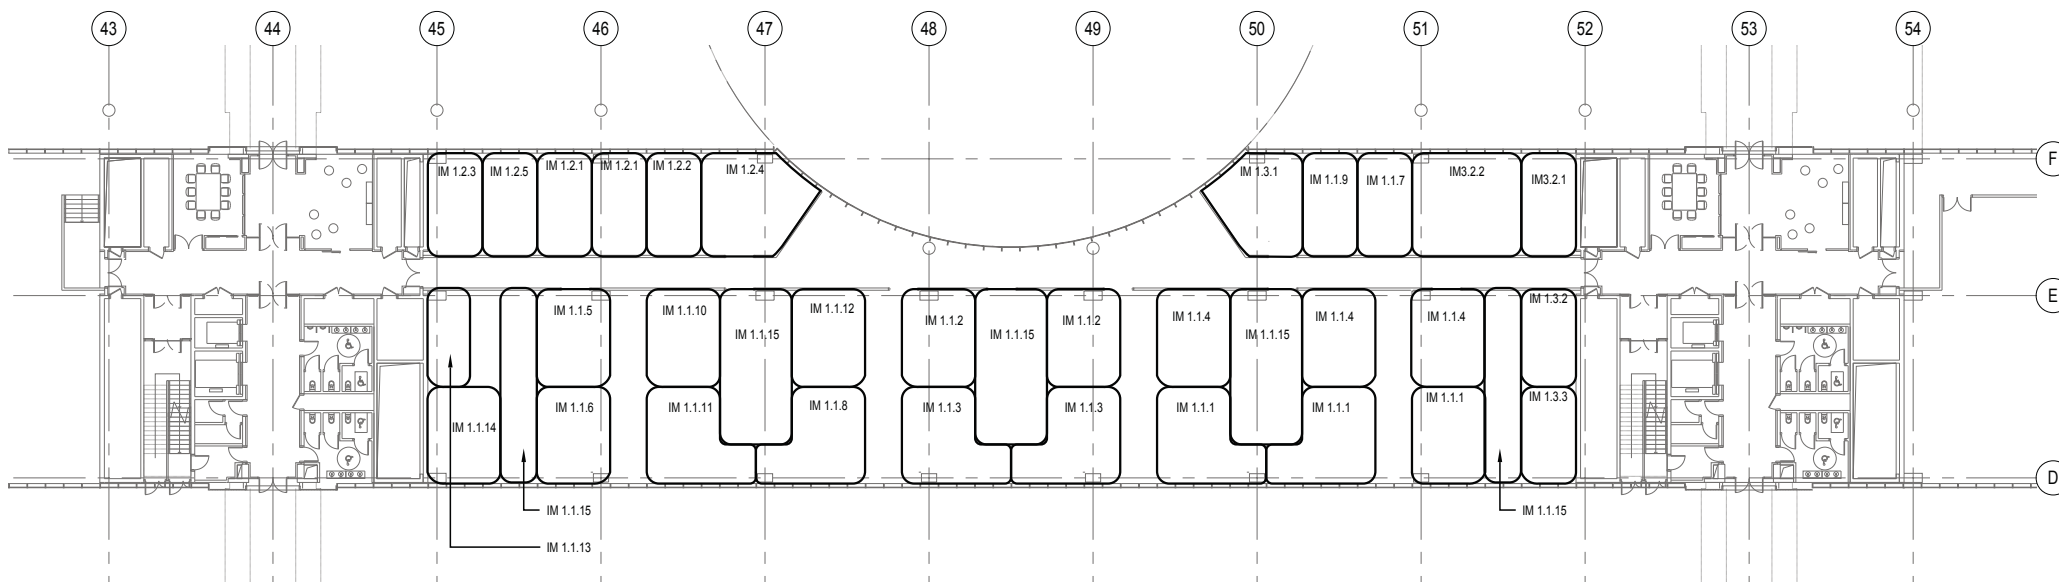 43 44 45 46 47 48 49 50 51 52 53 54
F
IM 1.2.3 IM 1.2.5 IM 1.2.1 IM 1.2.1 IM 1.2.2 IM 1.2.4 IM 1.3.1 IM 1.1.9 IM 1.1.7 IM3.2.2 IM3.2.1
E
IM 1.1.5 IM 1.1.10 IM 1.1.15 IM 1.1.12 IM 1.1.2 IM 1.1.15 IM 1.1.2 IM 1.1.4 IM 1.1.15 IM 1.1.4 IM 1.1.4 IM 1.3.2
IM 1.1.14 IM 1.1.6 IM 1.1.11 IM 1.1.8 IM 1.1.3 IM 1.1.3 IM 1.1.1 IM 1.1.1 IM 1.1.1 IM 1.3.3
D
IM 1.1.15 IM 1.1.15
IM 1.1.13